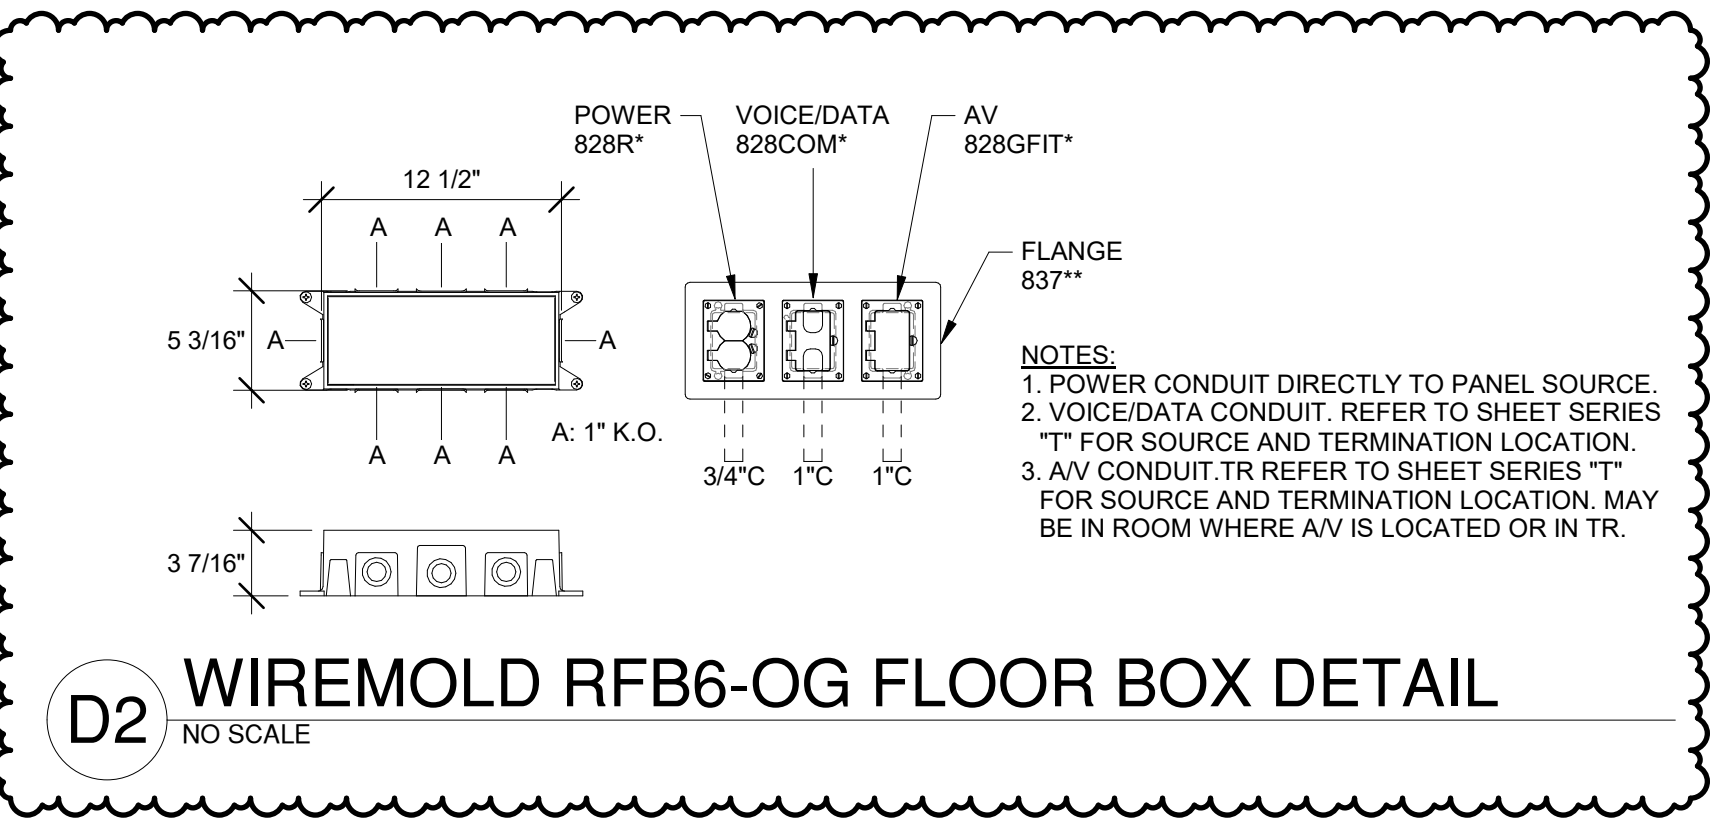 POWER
828R*
VOICE/DATA
828COM*
AV
828GFIT*
12 1/2"
A A A
FLANGE
837**
5 3/16"
A A
A: 1" K.O.
A A A
3/4"C 1"C 1"C
NOTES:
1. POWER CONDUIT DIRECTLY TO PANEL SOURCE.
2. VOICE/DATA CONDUIT. REFER TO SHEET SERIES
"T" FOR SOURCE AND TERMINATION LOCATION.
3. A/V CONDUIT.TR REFER TO SHEET SERIES "T"
FOR SOURCE AND TERMINATION LOCATION. MAY
BE IN ROOM WHERE A/V IS LOCATED OR IN TR.
3 7/16"
D2
WIREMOLD RFB6-OG FLOOR BOX DETAIL
NO SCALE